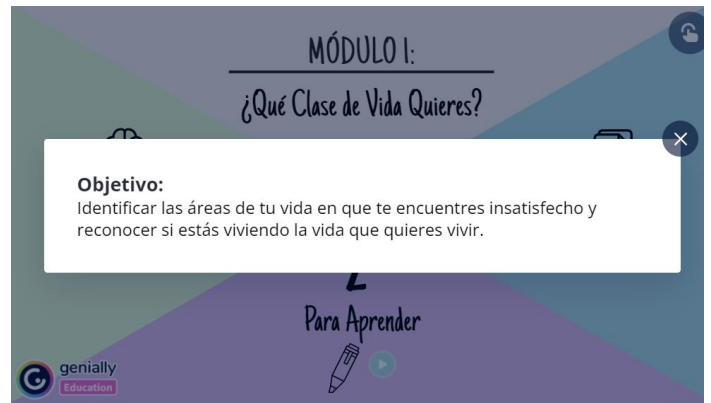 MÓDULO I:
¿Qué Clase de Vida Quieres?
Objetivo:
Identificar las áreas de tu vida en que te encuentres insatisfecho y
reconocer si estás viviendo la vida que quieres vivir.
Para Aprender
genially
Education